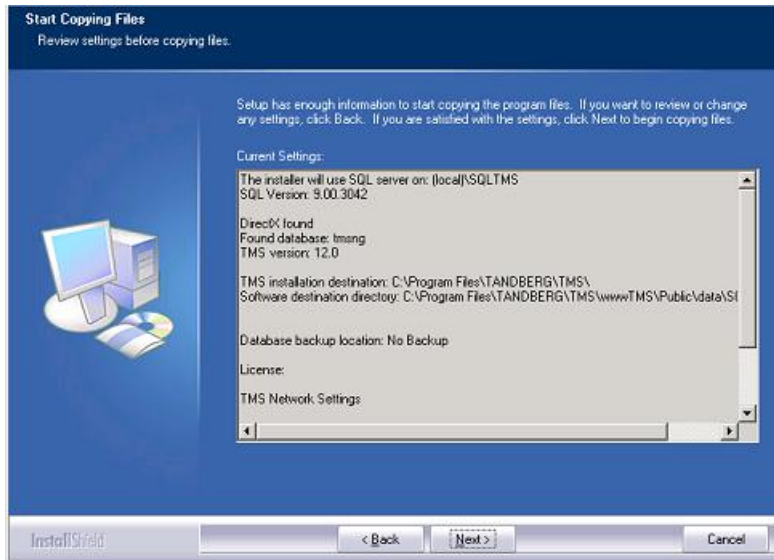 Start Copying Files
Review settings before copying files.
Setup has enough information to start copying the program files. If you want to review or change
any settings, click Back. If you are satisfied with the settings, click Next to begin copying files.
Current Settings:
The installer will use SQL server on: (local)\SQLTMS
SQL Version: 9.00.3042
DirectX found
Found database: tmsng
TMS version: 12.0
TMS installation destination: C:\Program Files\TANDBERG\TMS\
Software destination directory: C:\Program Files\TANDBERG\TMS\wwwTMS\Public\data\S
Database backup location: No Backup
License:
TMS Network Settings
InstallShield
< Back
Next >
Cancel